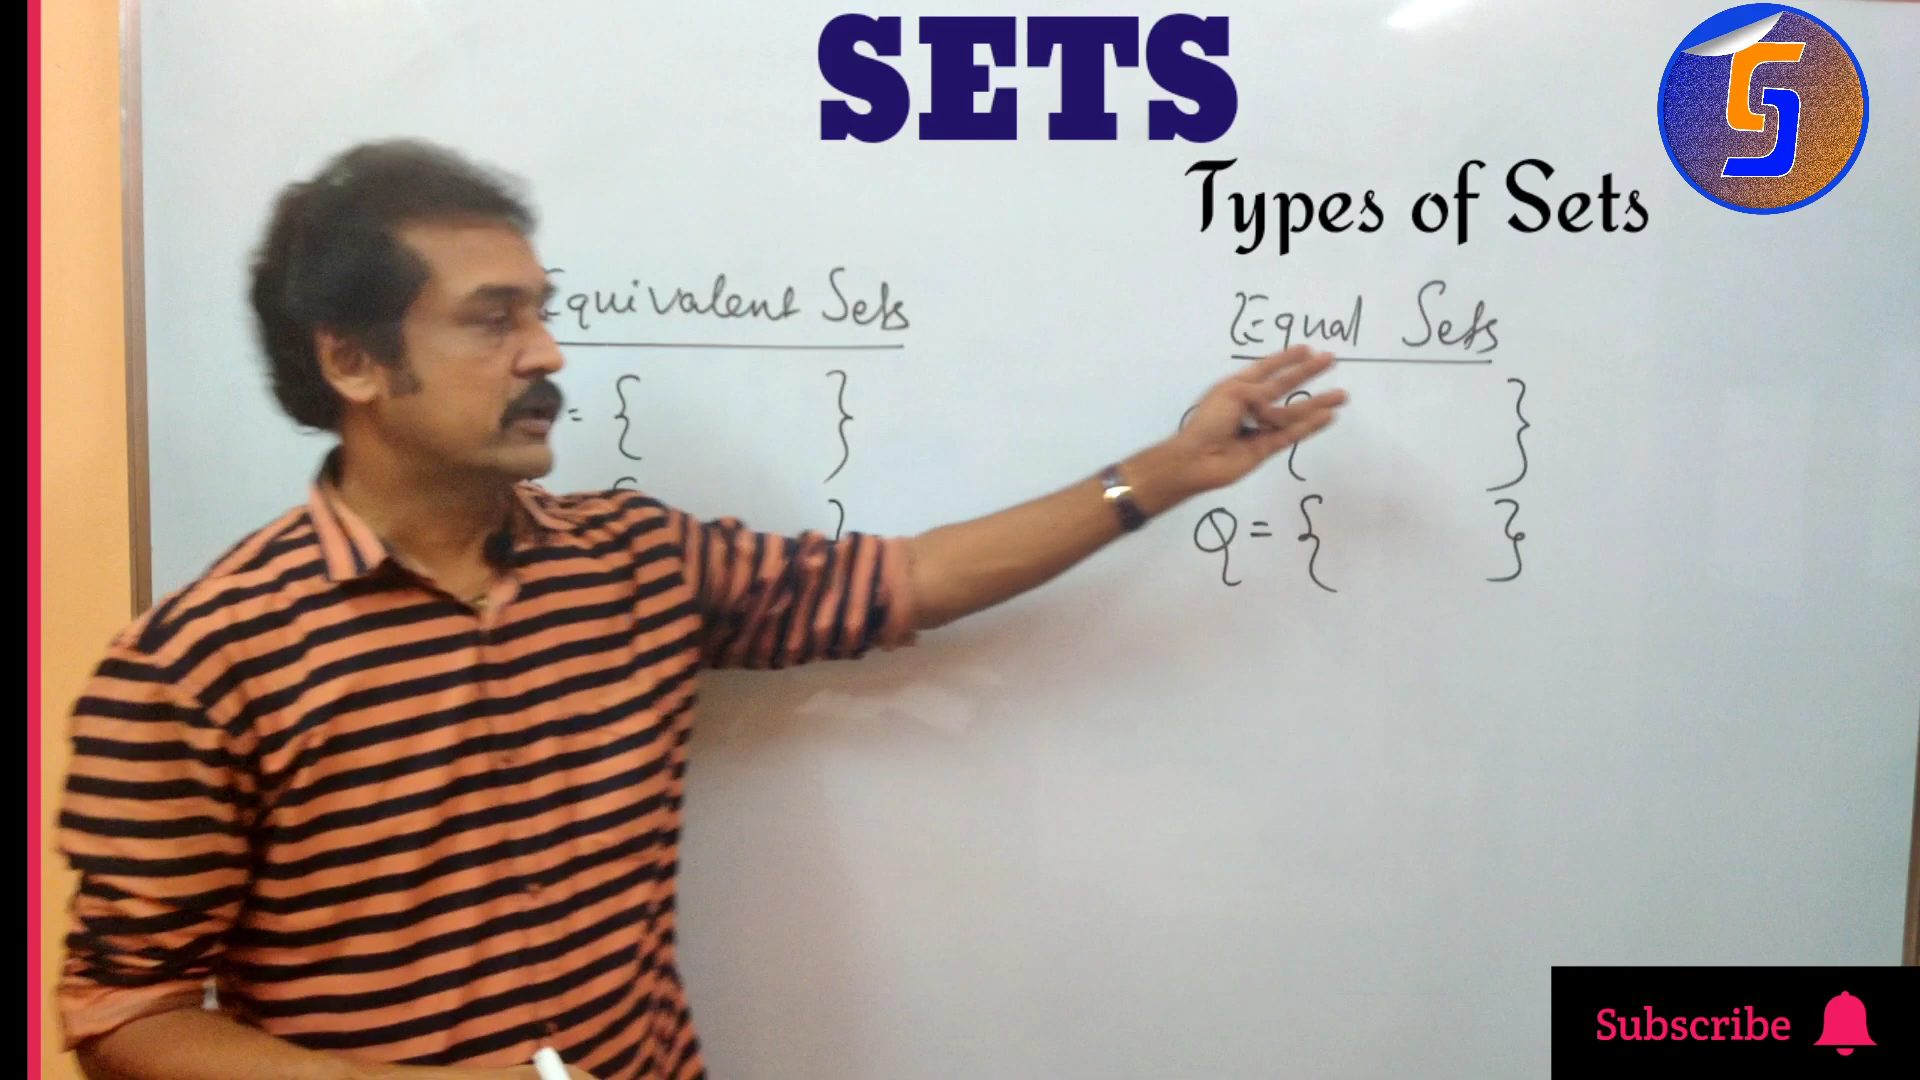 SETS
Types of Sets
Equivalent Sets
Equal Sets
= { }
{ }
{ }
Q = { }
Subscribe